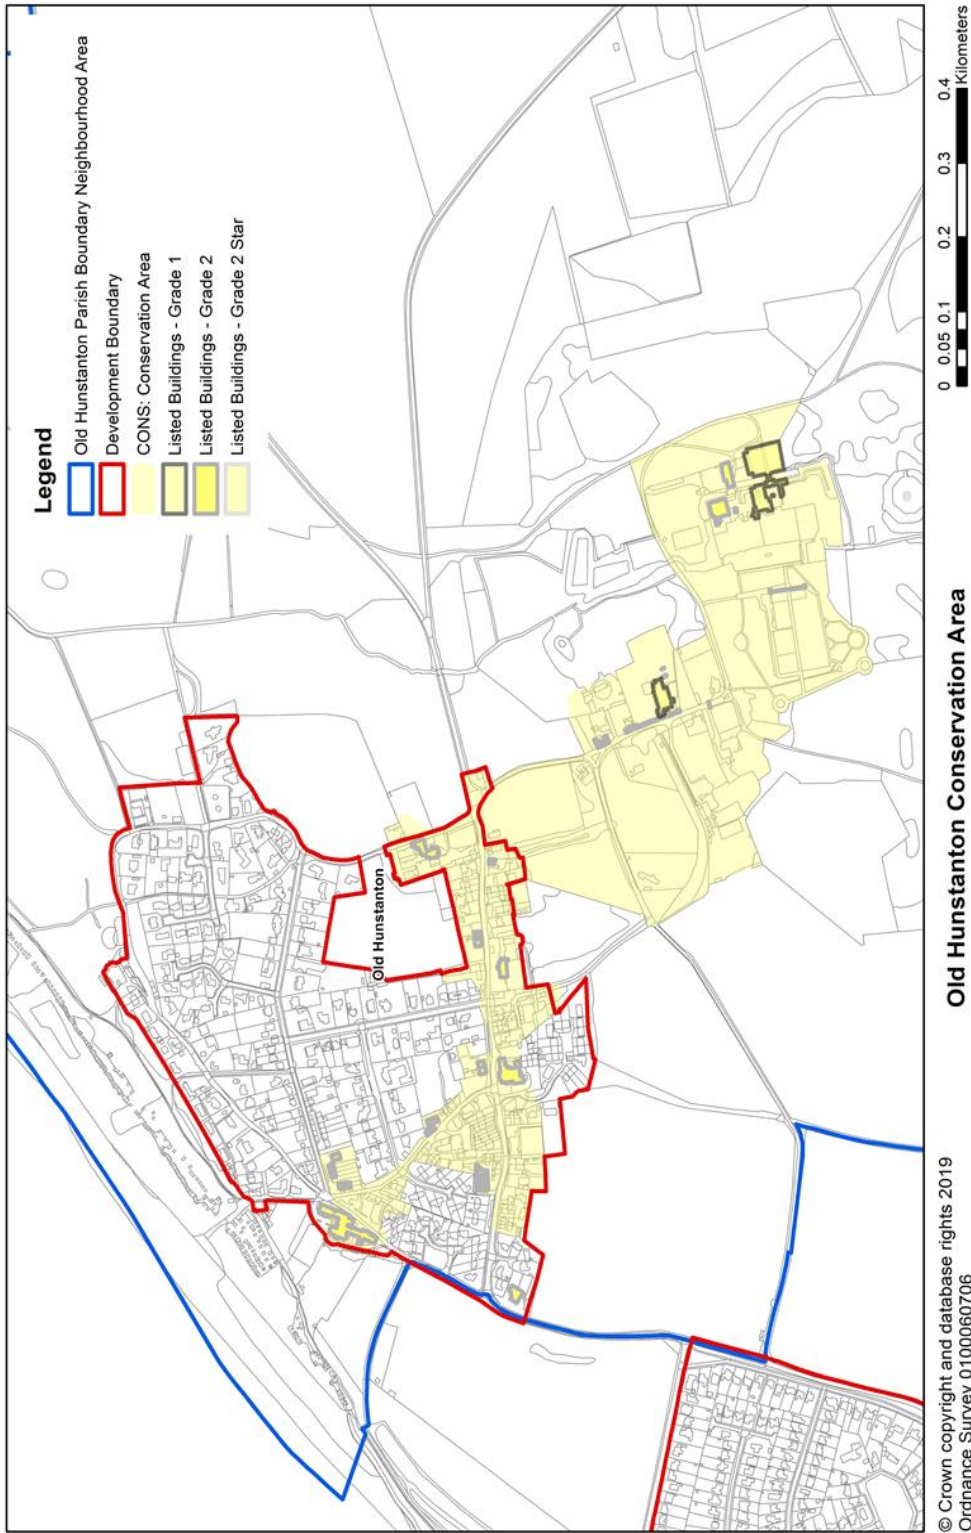 Legend
Old Hunstanton Parish Boundary Neighbourhood Area
Development Boundary
CONS: Conservation Area
Listed Buildings - Grade 1
Listed Buildings - Grade 2
Listed Buildings - Grade 2 Star
Old Hunstanton
© Crown copyright and database rights 2019
Ordnance Survey 0100060706
Old Hunstanton Conservation Area
0 0.05 0.1 0.2 0.3 0.4
Kilometers